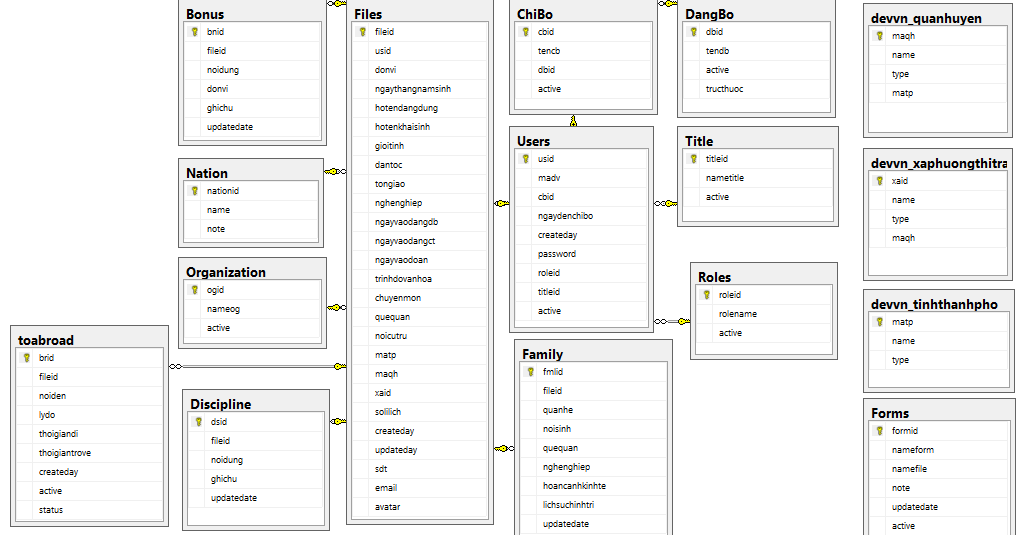 Bonus
bnid
fileid
noidung
donvi
ghichu
updatedate
Nation
nationid
name
note
Organization
ogid
nameog
active
toabroad
brid
fileid
noiden
lydo
thoigiandi
thoigiantrove
createday
active
status
Discipline
dsid
fileid
noidung
ghichu
updatedate
Files
fileid
usid
donvi
ngaythangnamsinh
hotendangdung
hotenkhaisinh
gioitinh
dantoc
tongiao
nghenghiep
ngayvaodangdb
ngayvaodangct
ngayvaodoan
trinhdovanhoa
chuyenmon
quequan
noicutru
matp
maqh
xaid
solilich
createday
updateday
sdt
email
avatar
ChiBo
cbid
tencb
dbid
active
Users
usid
madv
cbid
ngaydenchibo
createday
password
roleid
titleid
active
Family
fmlid
fileid
quanhe
noisinh
quequan
nghenghiep
hoancanhkinhte
lichsuchinhtri
updatedate
DangBo
dbid
tendb
active
tructhuoc
Title
titleid
nametitle
active
Roles
roleid
rolename
active
devvn_quanhuyen
maqh
name
type
matp
devvn_xaphuongthitra
xaid
name
type
maqh
devvn_tinhthanhpho
matp
name
type
Forms
formid
nameform
namefile
note
updatedate
active